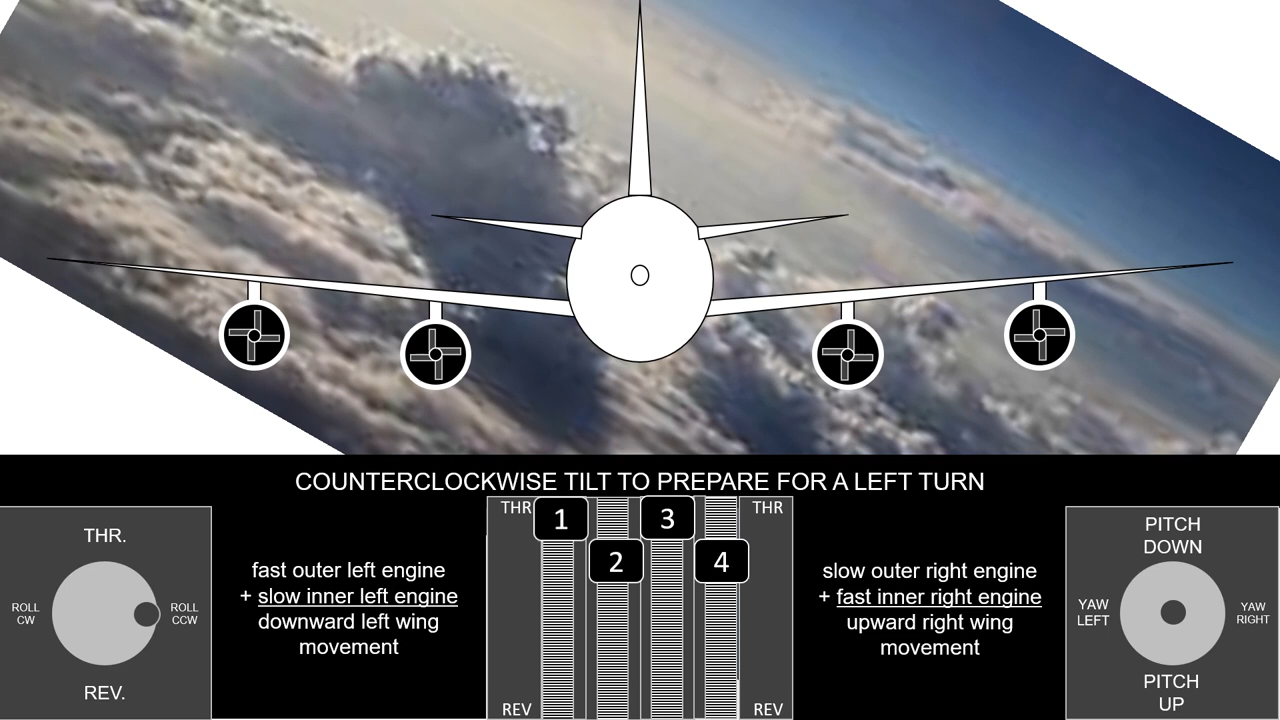 COUNTERCLOCKWISE TILT TO PREPARE FOR A LEFT TURN
THR.
ROLL
CW
ROLL
CCW
REV.
fast outer left engine
+ slow inner left engine
downward left wing
movement
THR
1
2
3
4
THR
REV
REV
slow outer right engine
+ fast inner right engine
upward right wing
movement
PITCH
DOWN
YAW
LEFT
YAW
RIGHT
PITCH
UP